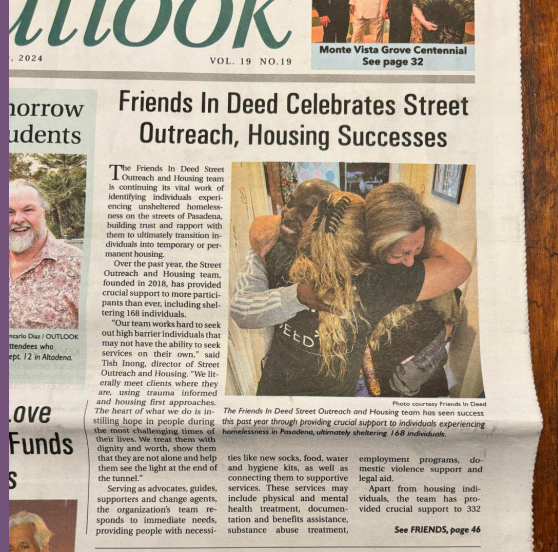 utlook
, 2024
VOL. 19 NO.19
Monte Vista Grove Centennial
See page 32
morrow
udents
Friends In Deed Celebrates Street
Outreach, Housing Successes
The Friends In Deed Street
Outreach and Housing team
is continuing its vital work of
identifying individuals experi-
encing unsheltered homeless-
ness on the streets of Pasadena,
building trust and rapport with
them to ultimately transition in-
dividuals into temporary or per-
manent housing.
Over the past year, the Street
Outreach and Housing team,
founded in 2018, has provided
crucial support to more partici-
pants than ever, including shel-
tering 168 individuals.
"Our team works hard to seek
out high barrier individuals that
may not have the ability to seek
services on their own," said
Tish Inong, director of Street
Outreach and Housing. "We lit-
erally meet clients where they
are, using trauma informed
and housing first approaches.
The heart of what we do is in-
stilling hope in people during
the most challenging times of
their lives. We treat them with
dignity and worth, show them
that they are not alone and help
them see the light at the end of
the tunnel."
Serving as advocates, guides,
supporters and change agents,
the organization's team re-
sponds to immediate needs,
providing people with necessi-
ties like new socks, food, water
and hygiene kits, as well as
connecting them to supportive
services. These services may
include physical and mental
health treatment, documen-
tation and benefits assistance,
substance abuse treatment,
employment programs, do-
mestic violence support and
legal aid.
Apart from housing indi-
viduals, the team has pro-
vided crucial support to 332
See FRIENDS, page 46
EED
Photo courtesy Friends In Deed
The Friends In Deed Street Outreach and Housing team has seen success
this past year through providing crucial support to individuals experiencing
homelessness in Pasadena, ultimately sheltering 168 individuals.
ncarlo Diaz / OUTLOOK
ttendees who
ept. 12 in Altadena.
ove
Funds
s